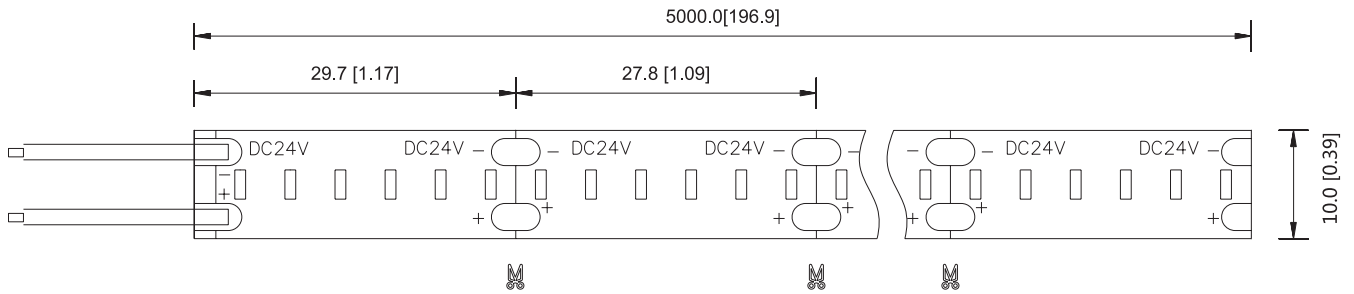 5000.0[196.9]
29.7 [1.17] 27.8 [1.09]
DC24V DC24V - - DC24V DC24V - - - DC24V DC24V -
-
+
+ + + + + + +
10.0 [0.39]